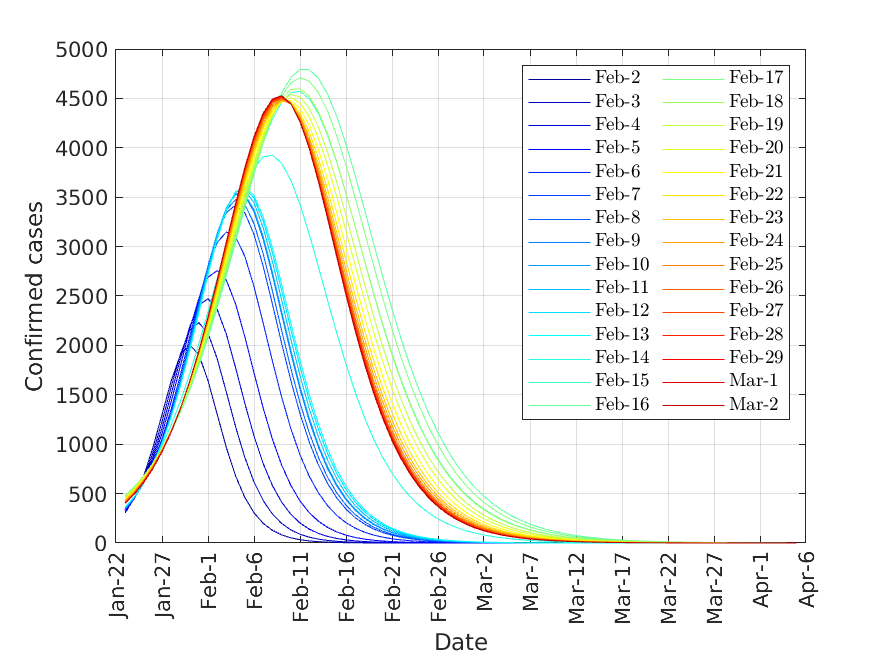 5000
4500
4000
3500
3000
2500
2000
1500
1000
500
0
Confirmed cases
Feb-2 Feb-17
Feb-3 Feb-18
Feb-4 Feb-19
Feb-5 Feb-20
Feb-6 Feb-21
Feb-7 Feb-22
Feb-8 Feb-23
Feb-9 Feb-24
Feb-10 Feb-25
Feb-11 Feb-26
Feb-12 Feb-27
Feb-13 Feb-28
Feb-14 Feb-29
Feb-15 Mar-1
Feb-16 Mar-2
Jan-22 Jan-27 Feb-1 Feb-6 Feb-11 Feb-16 Feb-21 Feb-26 Mar-2 Mar-7 Mar-12 Mar-17 Mar-22 Mar-27 Apr-1 Apr-6
Date